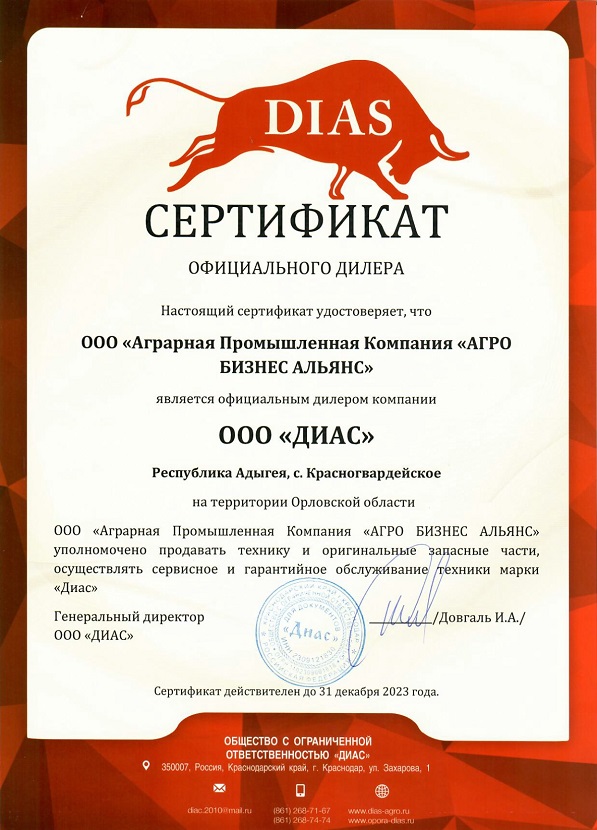 DIAS
СЕРТИФИКАТ
ОФИЦИАЛЬНОГО ДИЛЕРА
Настоящий сертификат удостоверяет, что
ООО «Аграрная Промышленная Компания «АГРО
БИЗНЕС АЛЬЯНС»
является официальным дилером компании
ООО «ДИАС»
Республика Адыгея, с. Красногвардейское
на территории Орловской области
ООО «Аграрная Промышленная Компания «АГРО БИЗНЕС АЛЬЯНС»
уполномочено продавать технику и оригинальные запасные части,
осуществлять сервисное и гарантийное обслуживание техники марки
«Диас»
Генеральный директор
ООО «ДИАС»
/Довгаль И.А./
ДЛЯ ДОКУМЕНТОВ
«Диас»
Сертификат действителен до 31 декабря 2023 года.
ОБЩЕСТВО С ОГРАНИЧЕННОЙ
ОТВЕТСТВЕННОСТЬЮ «ДИАС»
350007, Россия, Краснодарский край, г. Краснодар, ул. Захарова, 1
diac.2010@mail.ru
(861) 268-71-67
(861) 268-74-74
www.dias-agro.ru
www.opora-dias.ru